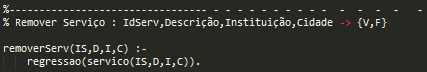 %--------------------------------- - - - - - - - - - - - - - -
% Remover Serviço : IdServ,Descrição,Instituição,Cidade -> {V,F}
removerServ(IS,D,I,C) :-
regressao(servico(IS,D,I,C)).